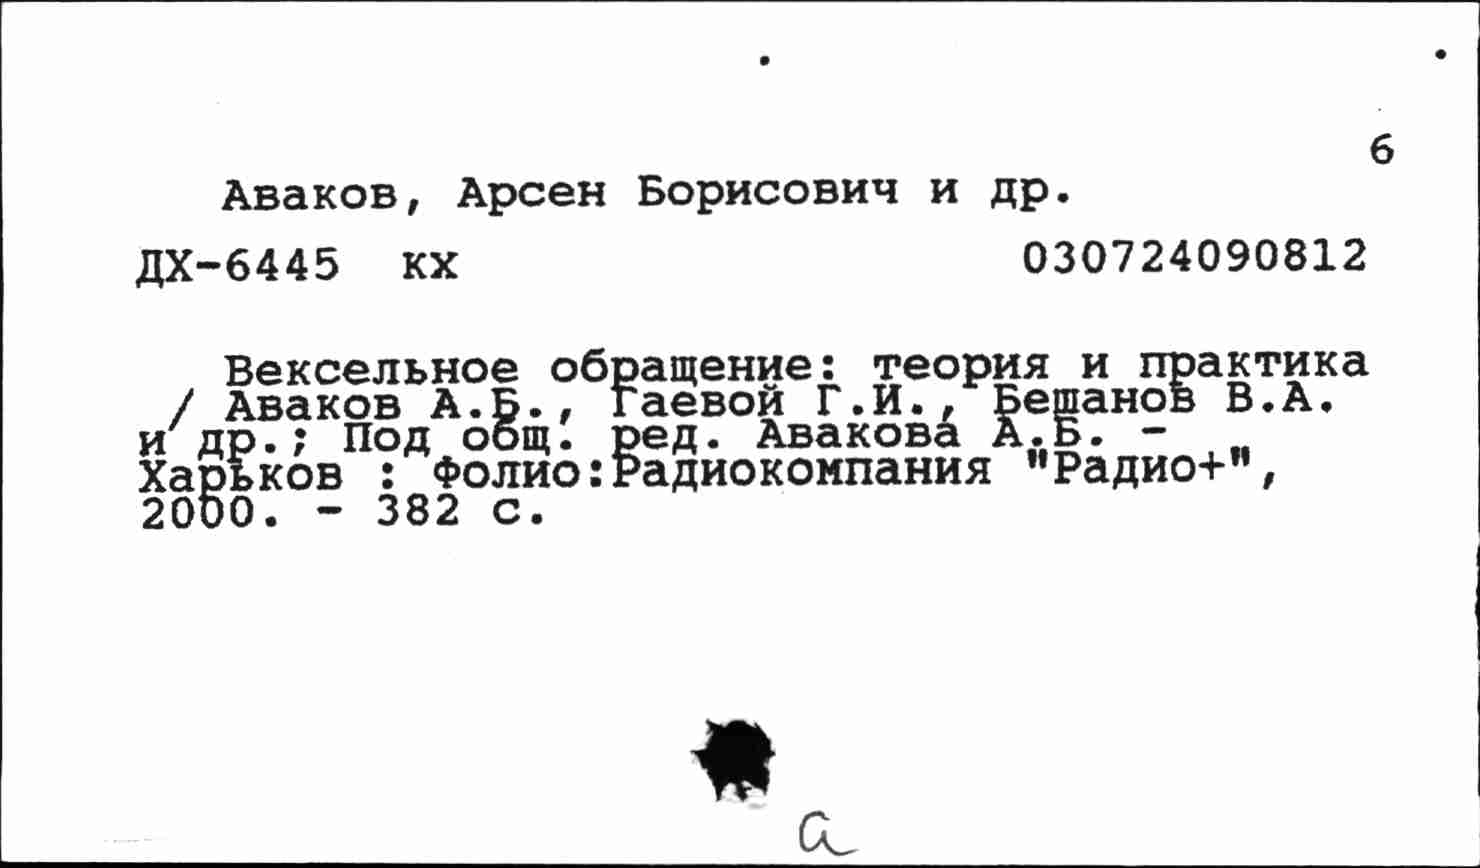 6
Аваков, Арсен Борисович и др.
ДХ-6445 кх 030724090812
Вексельное обращение: теория и практика
/ Аваков А.Б., Гаевой Г.И., Бешанов В.А.
и др.; Под общ. ред. Авакова А.Б. -
Харьков : Фолио:Радиокомпания "Радио+",
2000. - 382 с.
а